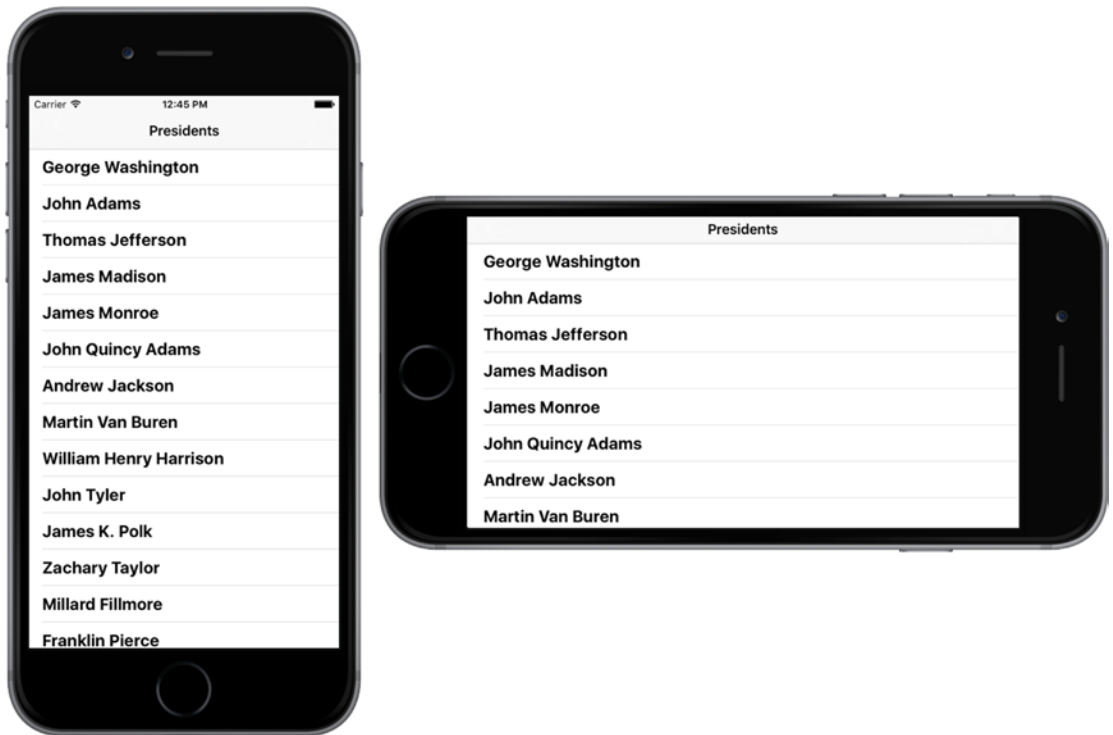 Carrier
12:45 PM
Presidents
George Washington
John Adams
Thomas Jefferson
James Madison
James Monroe
John Quincy Adams
Andrew Jackson
Martin Van Buren
William Henry Harrison
John Tyler
James K. Polk
Zachary Taylor
Millard Fillmore
Franklin Pierce
Presidents
George Washington
John Adams
Thomas Jefferson
James Madison
James Monroe
John Quincy Adams
Andrew Jackson
Martin Van Buren